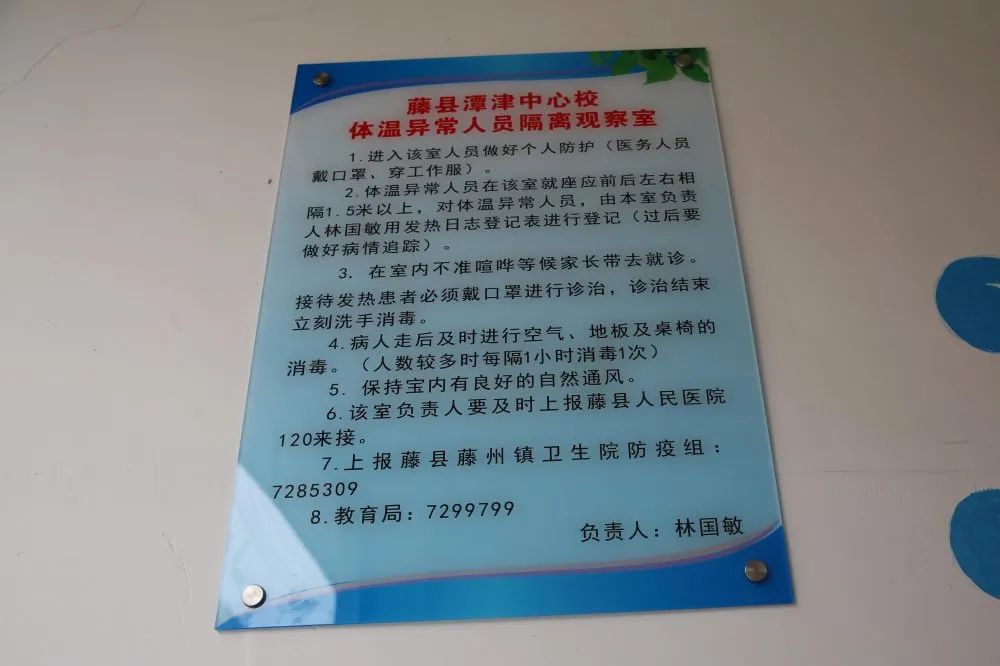 藤县潭津中心校
体温异常人员隔离观察室
1.进入该室人员做好个人防护（医务人员
戴口罩、穿工作服）。
2.体温异常人员在该室就座应前后左右相
隔1.5米以上，对体温异常人员，由本室负责
人林国敏用发热日志登记表进行登记（过后要
做好病情追踪）。
3. 在室内不准喧哗等候家长带去就诊。
接待发热患者必须戴口罩进行诊治，诊治结束
立刻洗手消毒。
4.病人走后及时进行空气、地板及桌椅的
消毒。（人数较多时每隔1小时消毒1次）
5. 保持宝内有良好的自然通风。
6.该室负责人要及时上报藤县人民医院
120来接。
7.上报藤县藤州镇卫生院防疫组：
7285309
8.教育局：7299799
负责人：林国敏